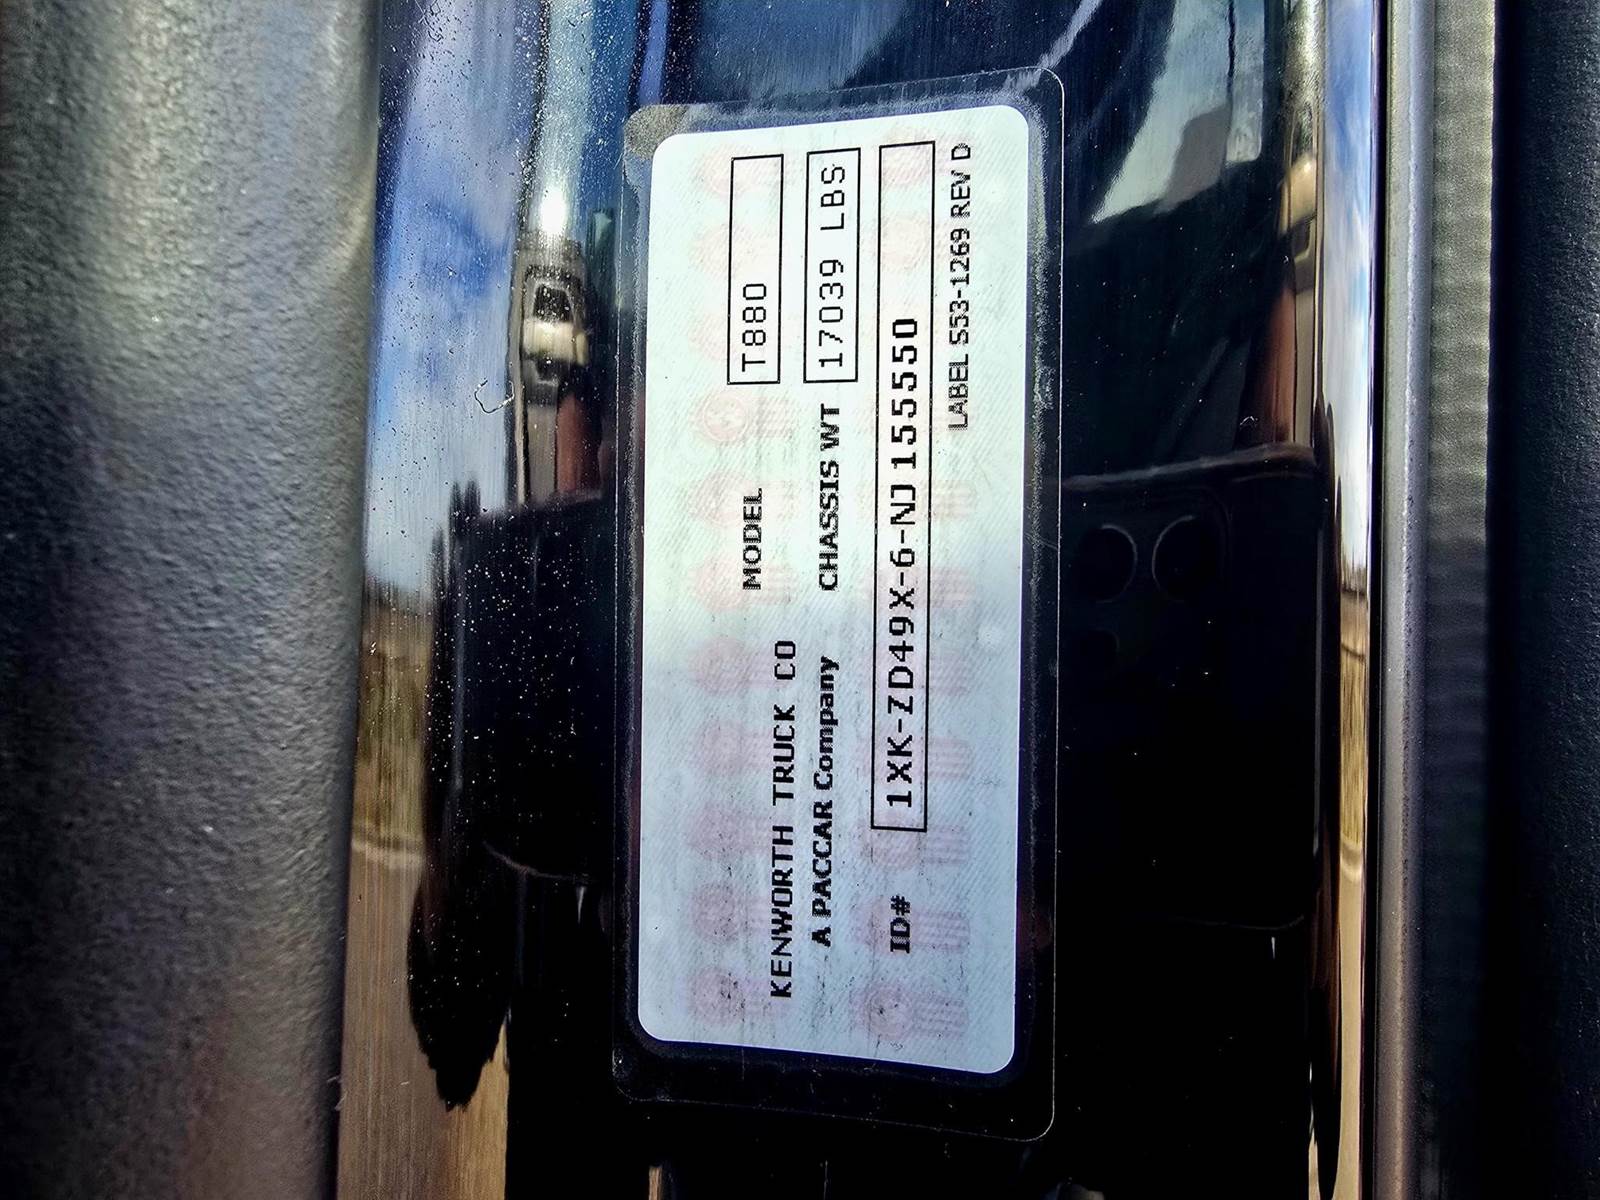 MODEL T880
KENWORTH TRUCK CO
A PACCAR Company CHASSIS WT 17039 LBS
ID# 1XK-ZD49X-6-NJ155550
LABEL S53-1269 REV D